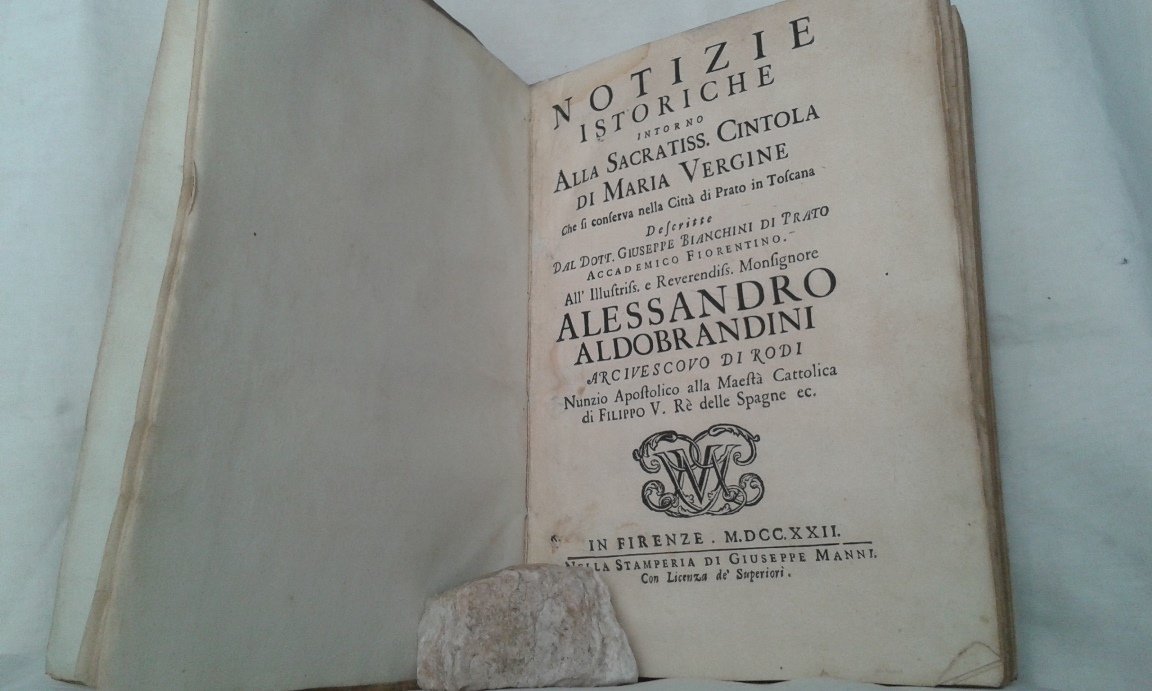 NOTIZIE
ISTORICHE
INTORNO
ALLA SACRATISS. CINTOLA
DI MARIA VERGINE
Che ſi conſerva nella Città di Prato in Toſcana
Deſcritte
DAL DOTT. GIUSEPPE BIANCHINI DI PRATO
ACCADEMICO FIORENTINO.
All' Illuſtriſs. e Reverendiſs. Monſignore
ALESSANDRO
ALDOBRANDINI
ARCIVESCOVO DI RODI
Nunzio Apoſtolico alla Maeſtà Cattolica
di FILIPPO V. Rè delle Spagne ec.
IN FIRENZE. M.DCC.XXII.
NELLA STAMPERIA DI GIUSEPPE MANNI.
Con Licenza de' Superiori.